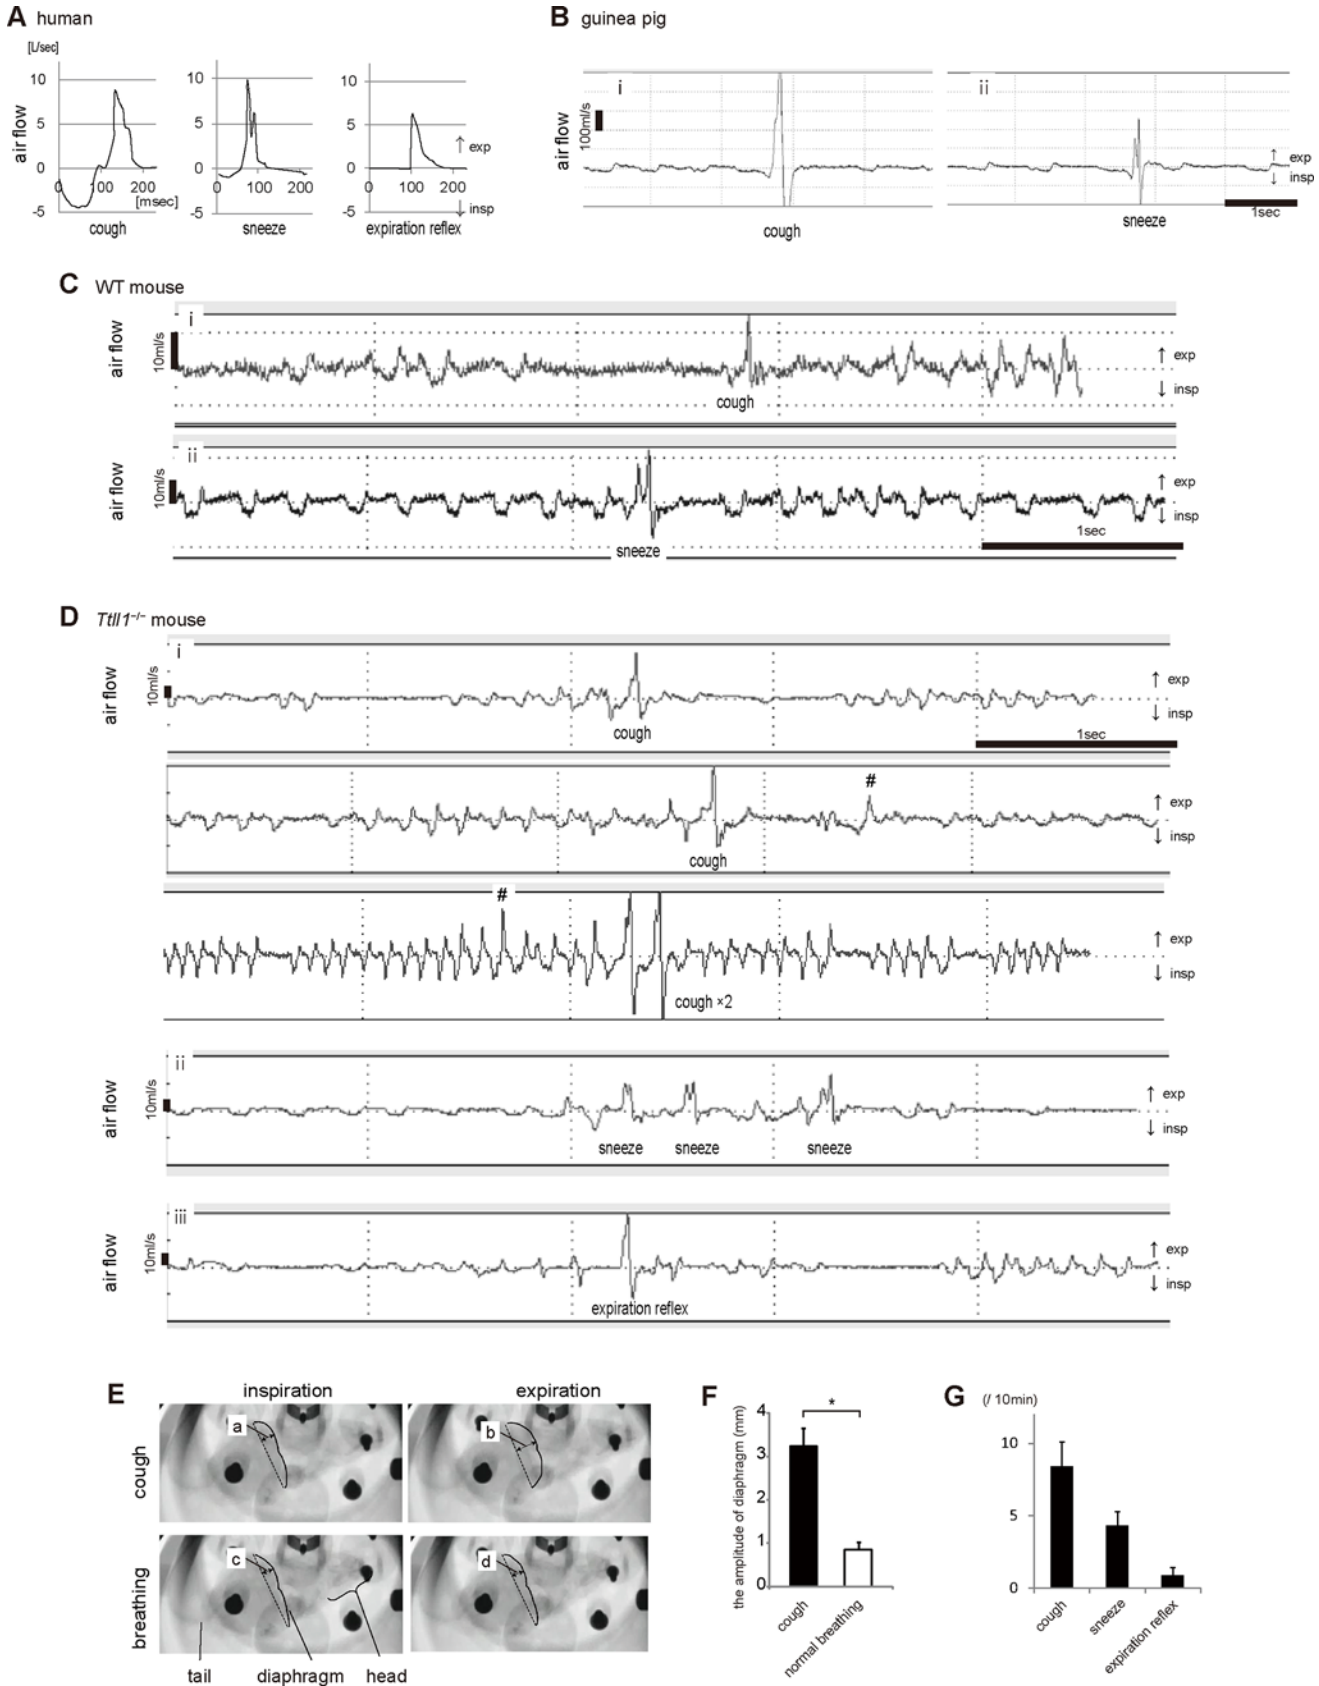 A human
B guinea pig
[L/sec]
air flow
10
5
0
-5
0 100 200
[msec]
cough
10
5
0
-5
0 100 200
sneeze
10
5
0
-5
0 100 200
↑ exp
↓ insp
expiration reflex
air flow
100ml/s
i
cough
ii
↑ exp
↓ insp
1sec
sneeze
C WT mouse
i
air flow
10ml/s
↑ exp
↓ insp
cough
ii
air flow
10ml/s
↑ exp
↓ insp
1sec
sneeze
D Ttll1–/– mouse
i
air flow
10ml/s
↑ exp
↓ insp
cough
1sec
#
↑ exp
↓ insp
cough
#
↑ exp
↓ insp
cough ×2
ii
air flow
10ml/s
↑ exp
↓ insp
sneeze sneeze sneeze
iii
air flow
10ml/s
↑ exp
↓ insp
expiration reflex
E
inspiration expiration
cough
a
b
breathing
c
d
tail diaphragm head
F
the amplitude of diaphragm (mm)
4
3
2
1
0
*
cough
normal breathing
G
(/ 10min)
10
5
0
cough
sneeze
expiration reflex